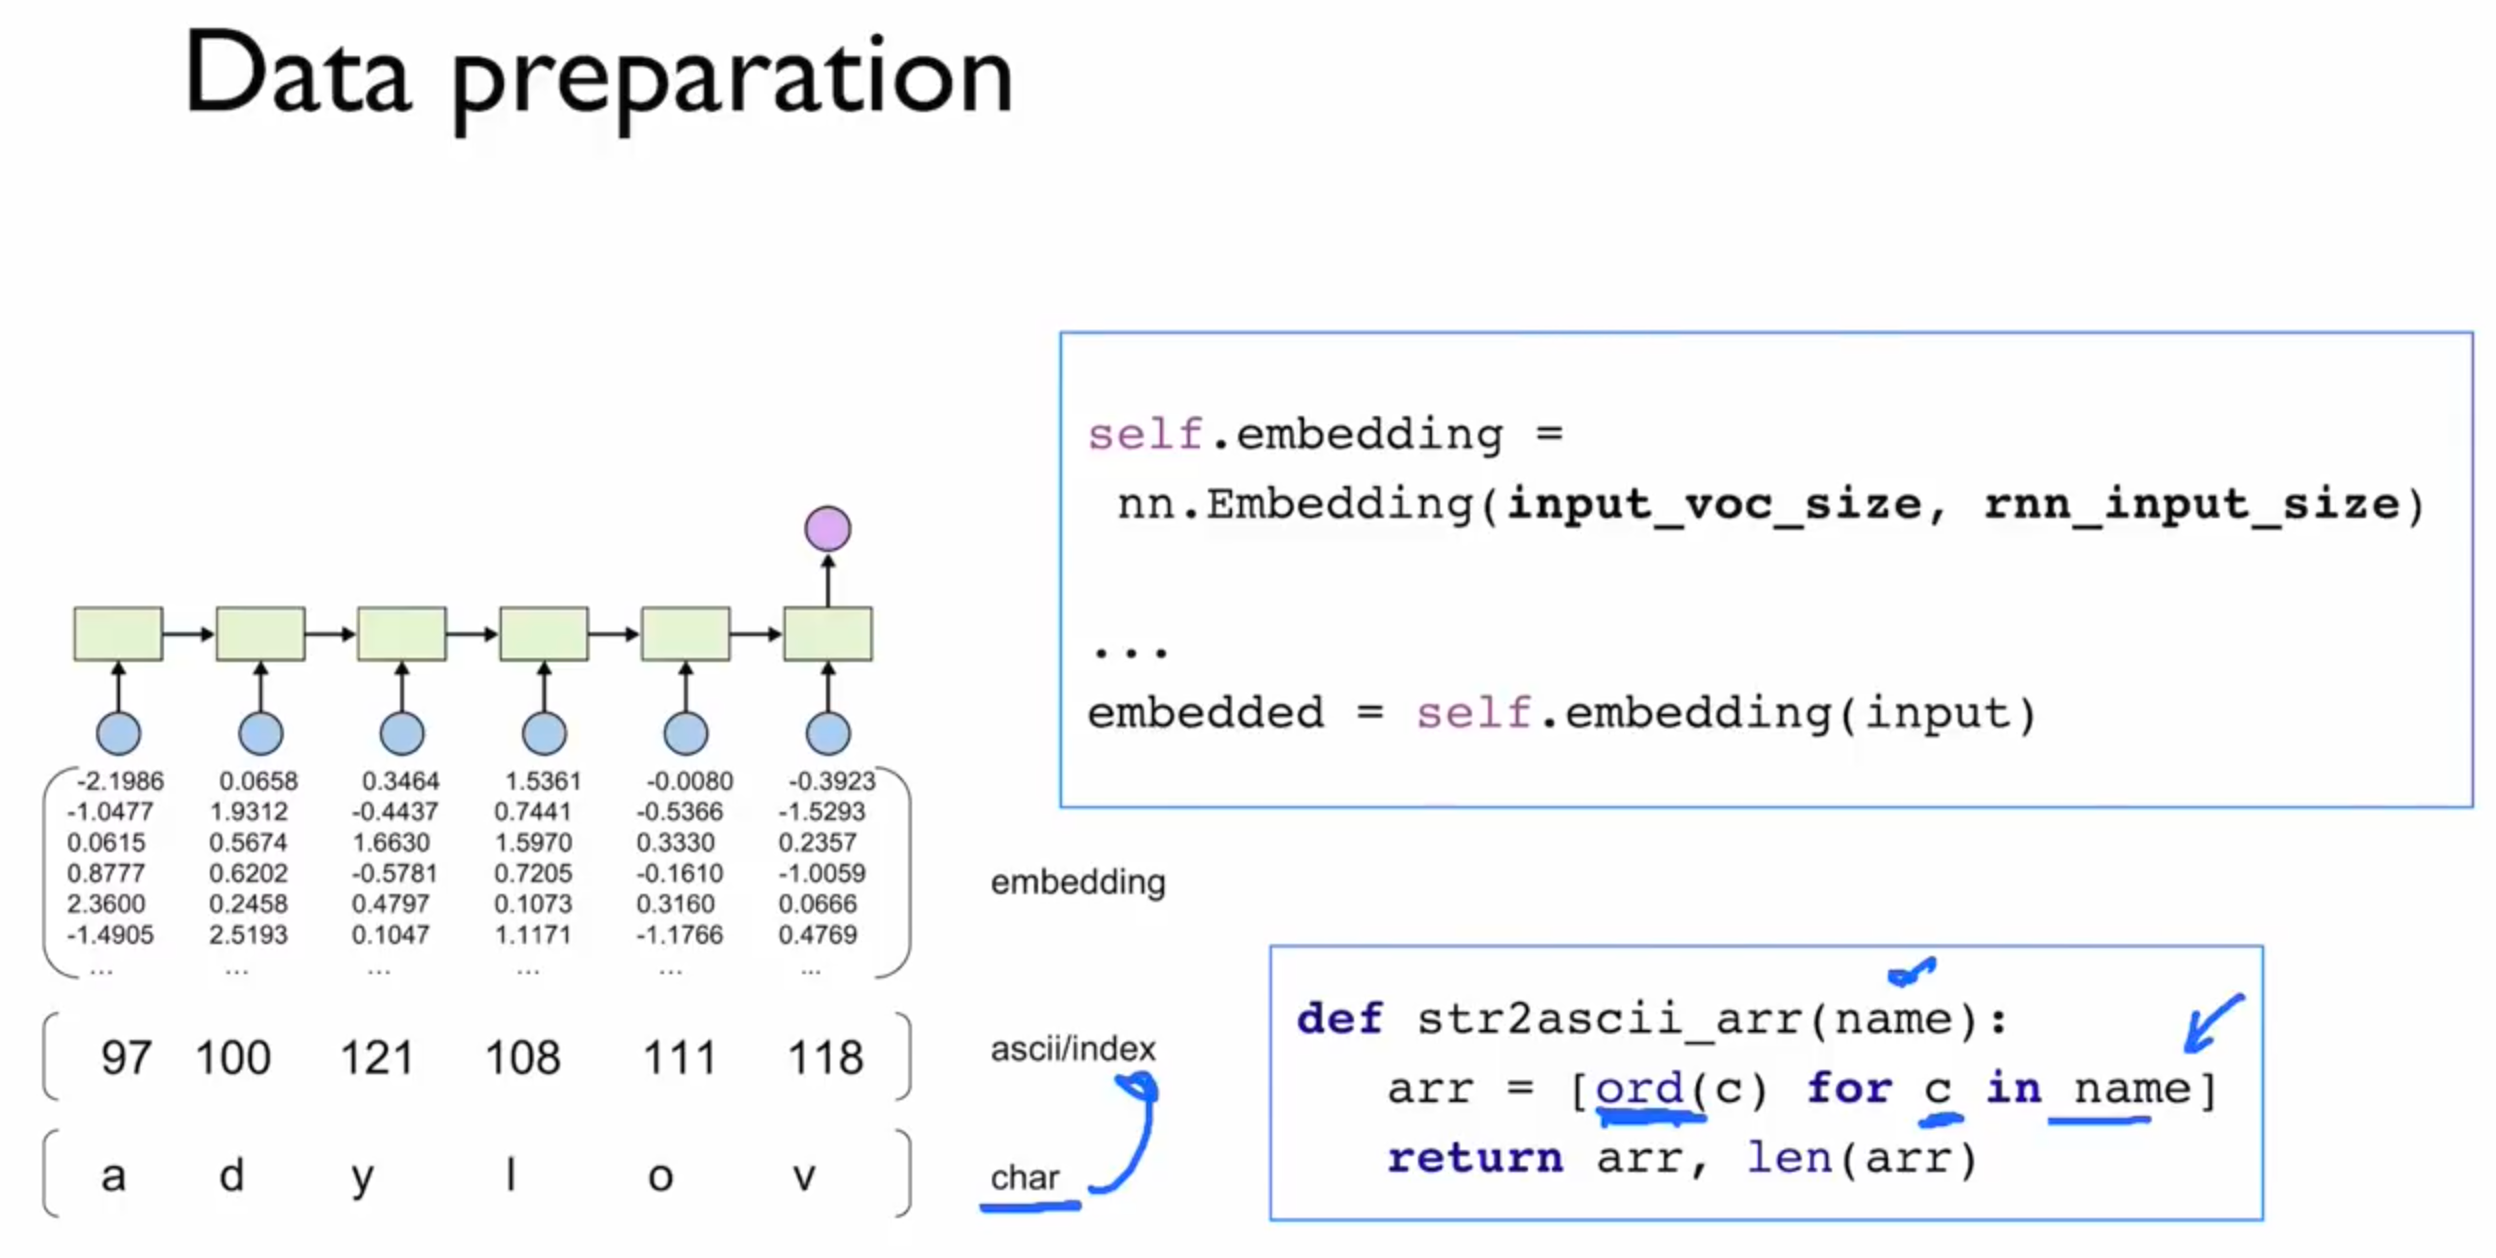 Data preparation
self.embedding =
nn.Embedding(input_voc_size, rnn_input_size)
...
embedded = self.embedding(input)
-2.1986 0.0658 0.3464 1.5361 -0.0080 -0.3923
-1.0477 1.9312 -0.4437 0.7441 -0.5366 -1.5293
0.0615 0.5674 1.6630 1.5970 0.3330 0.2357
0.8777 0.6202 -0.5781 0.7205 -0.1610 -1.0059
2.3600 0.2458 0.4797 0.1073 0.3160 0.0666
-1.4905 2.5193 0.1047 1.1171 -1.1766 0.4769
... ... ... ... ... ...
embedding
97 100 121 108 111 118
ascii/index
a d y l o v
char
def str2ascii_arr(name):
arr = [ord(c) for c in name]
return arr, len(arr)